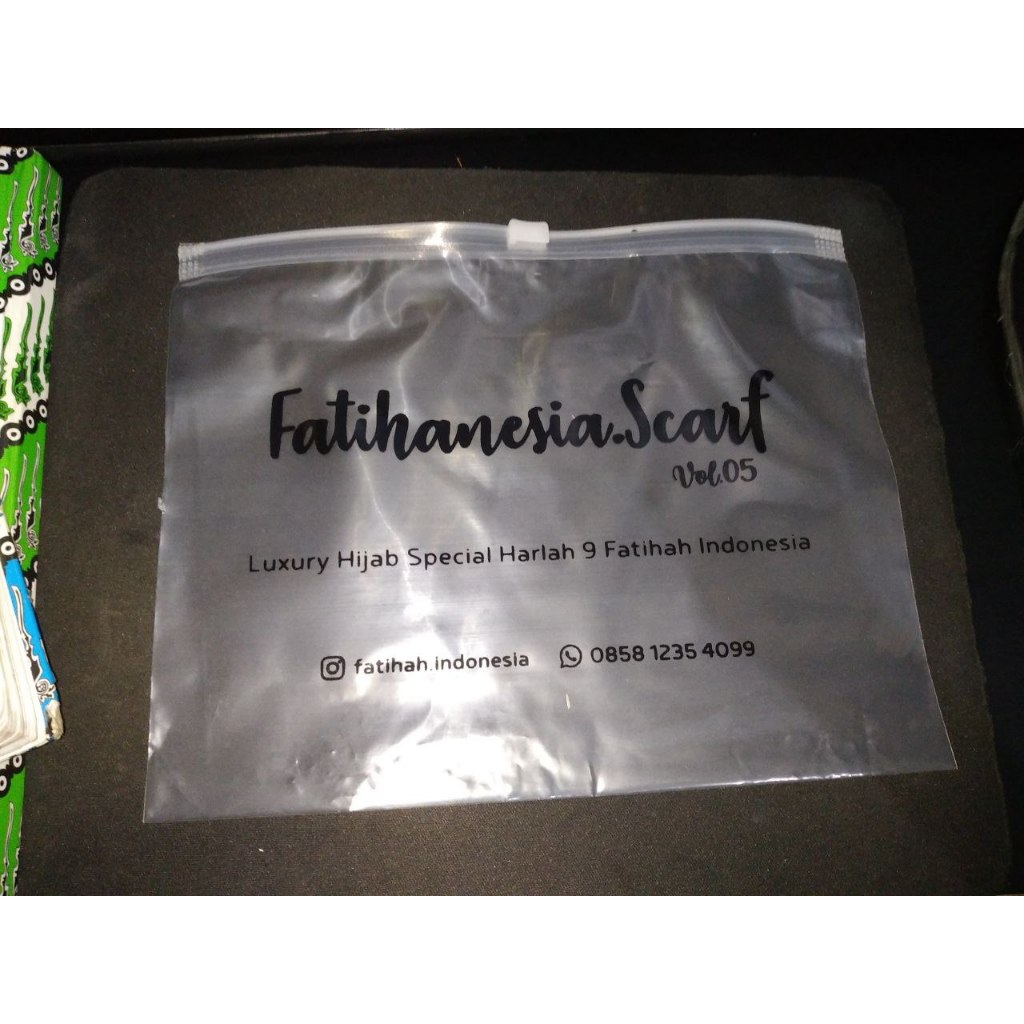 Fatihanesia.Scarf
Vol.05
Luxury Hijab Special Harlah 9 Fatihah Indonesia
fatihah.indonesia 0858 1235 4099